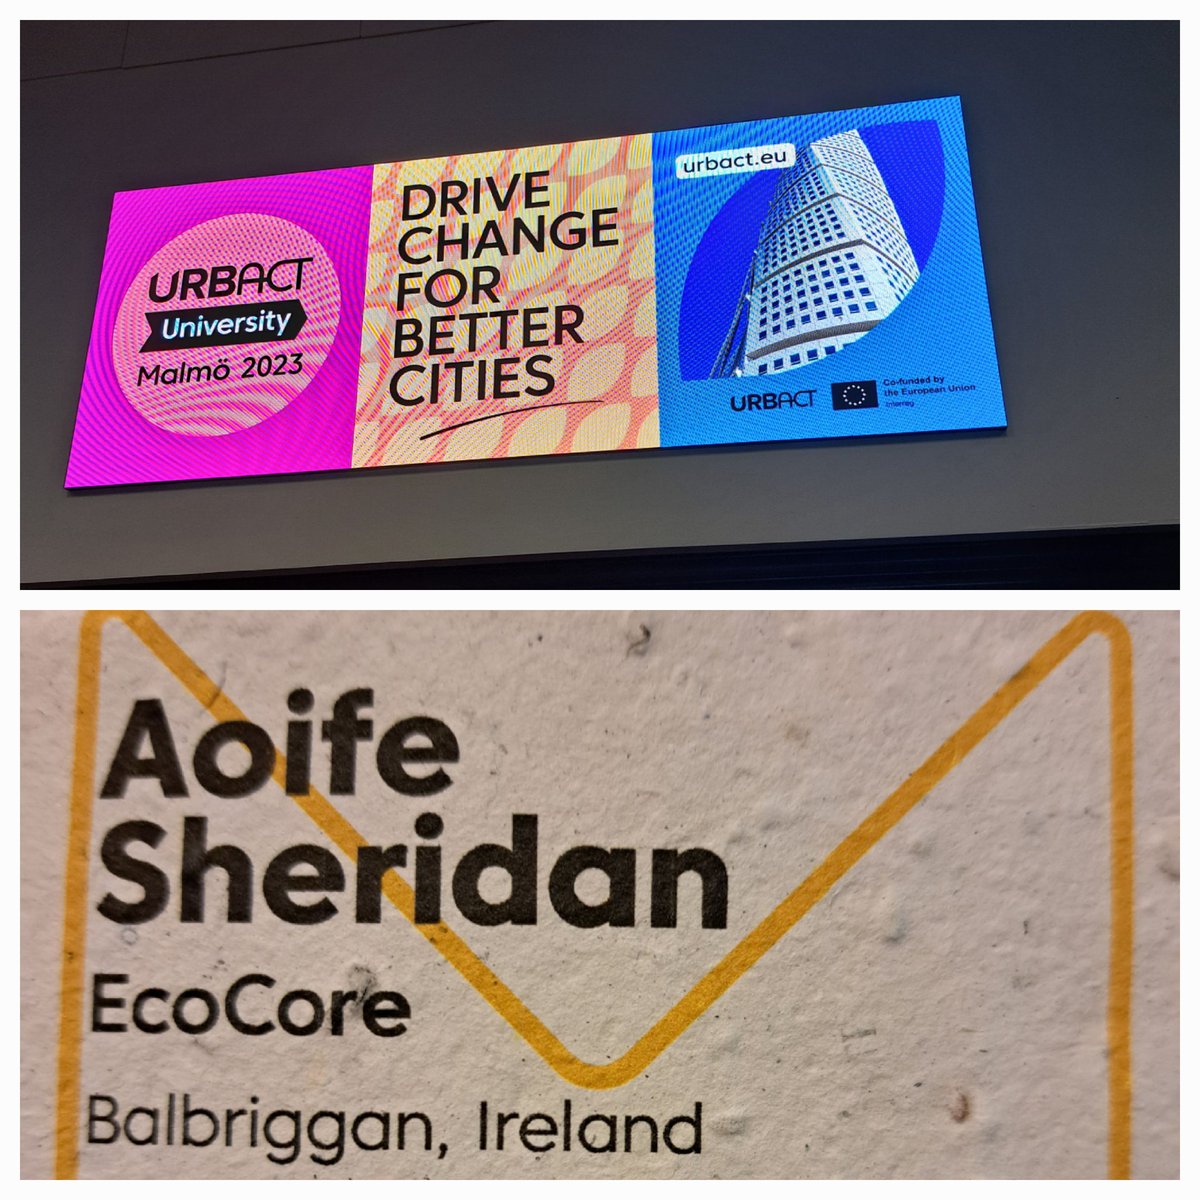 URBACT
University
Malmö 2023
DRIVE
CHANGE
FOR
BETTER
CITIES
urbact.eu
URBACT
Co-funded by
the European Union
Interreg
Aoife
Sheridan
EcoCore
Balbriggan, Ireland